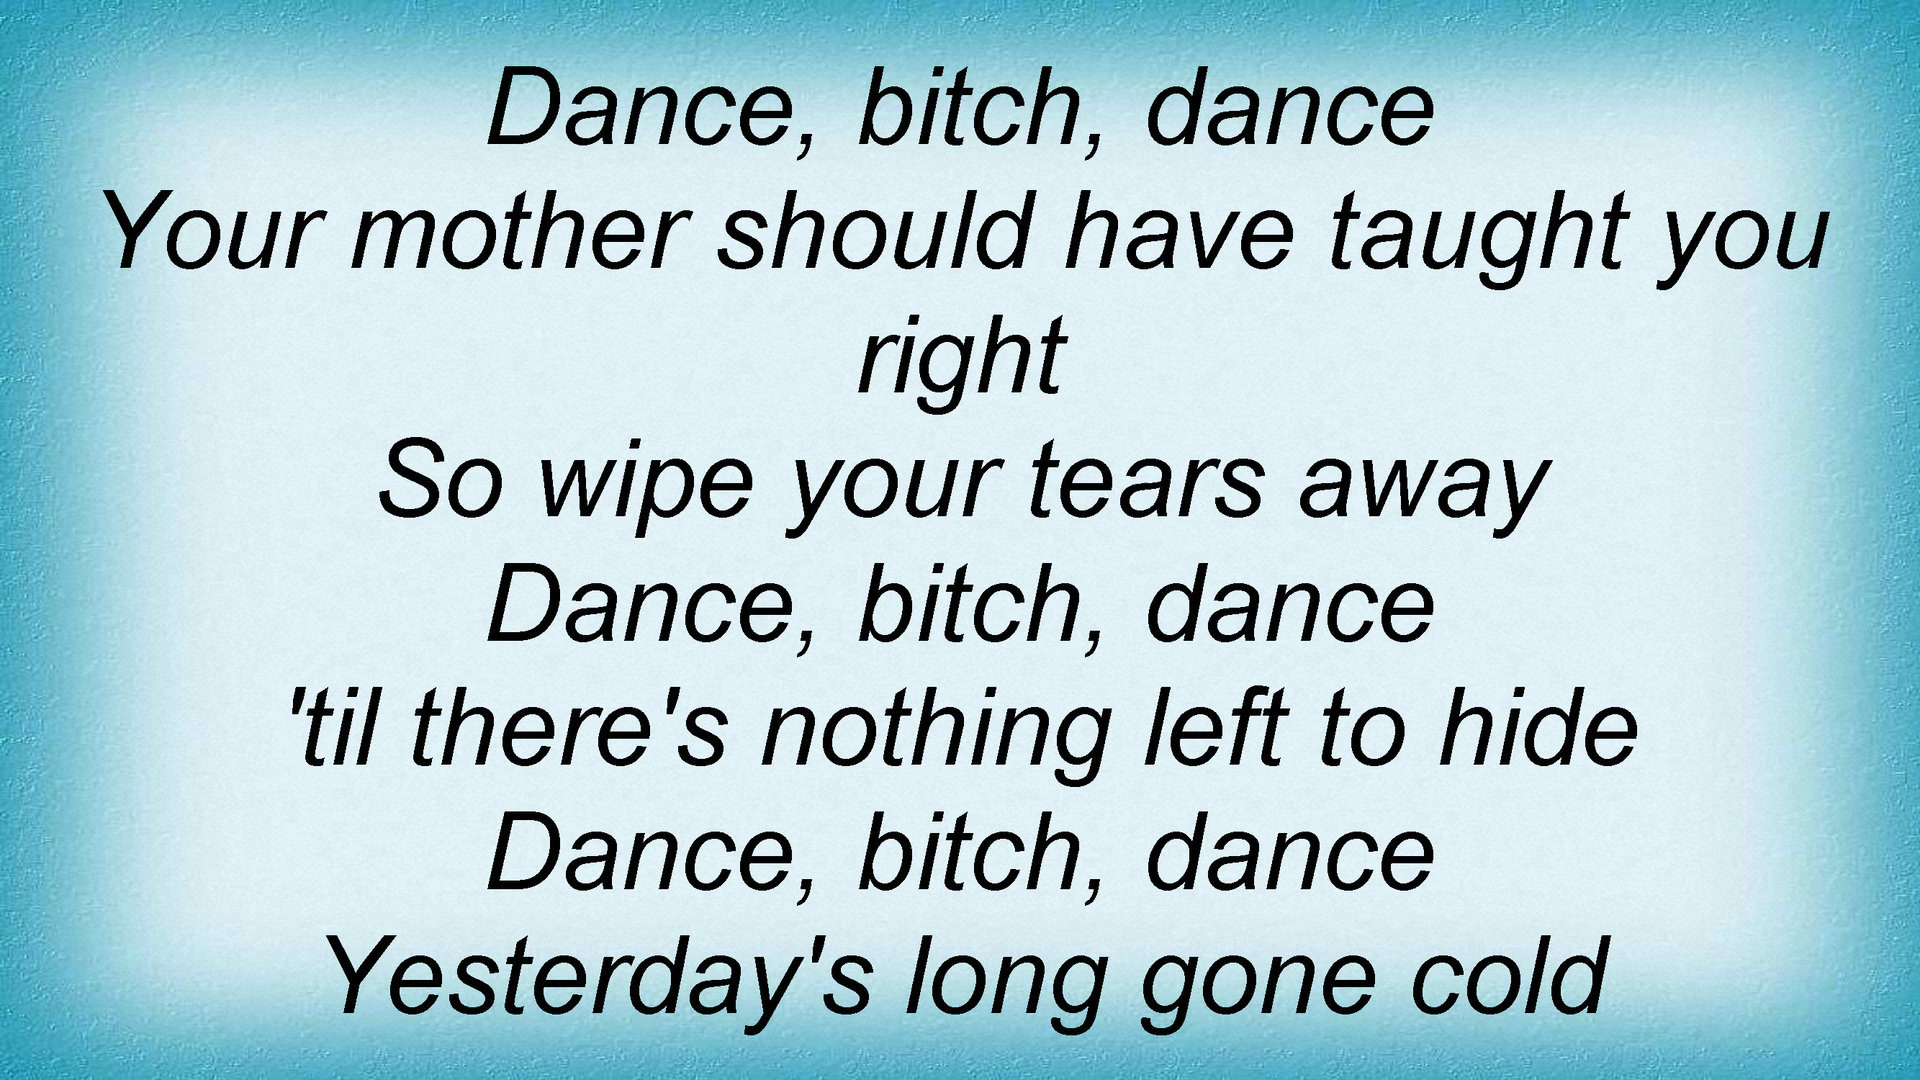 Dance, bitch, dance
Your mother should have taught you
right
So wipe your tears away
Dance, bitch, dance
'til there's nothing left to hide
Dance, bitch, dance
Yesterday's long gone cold